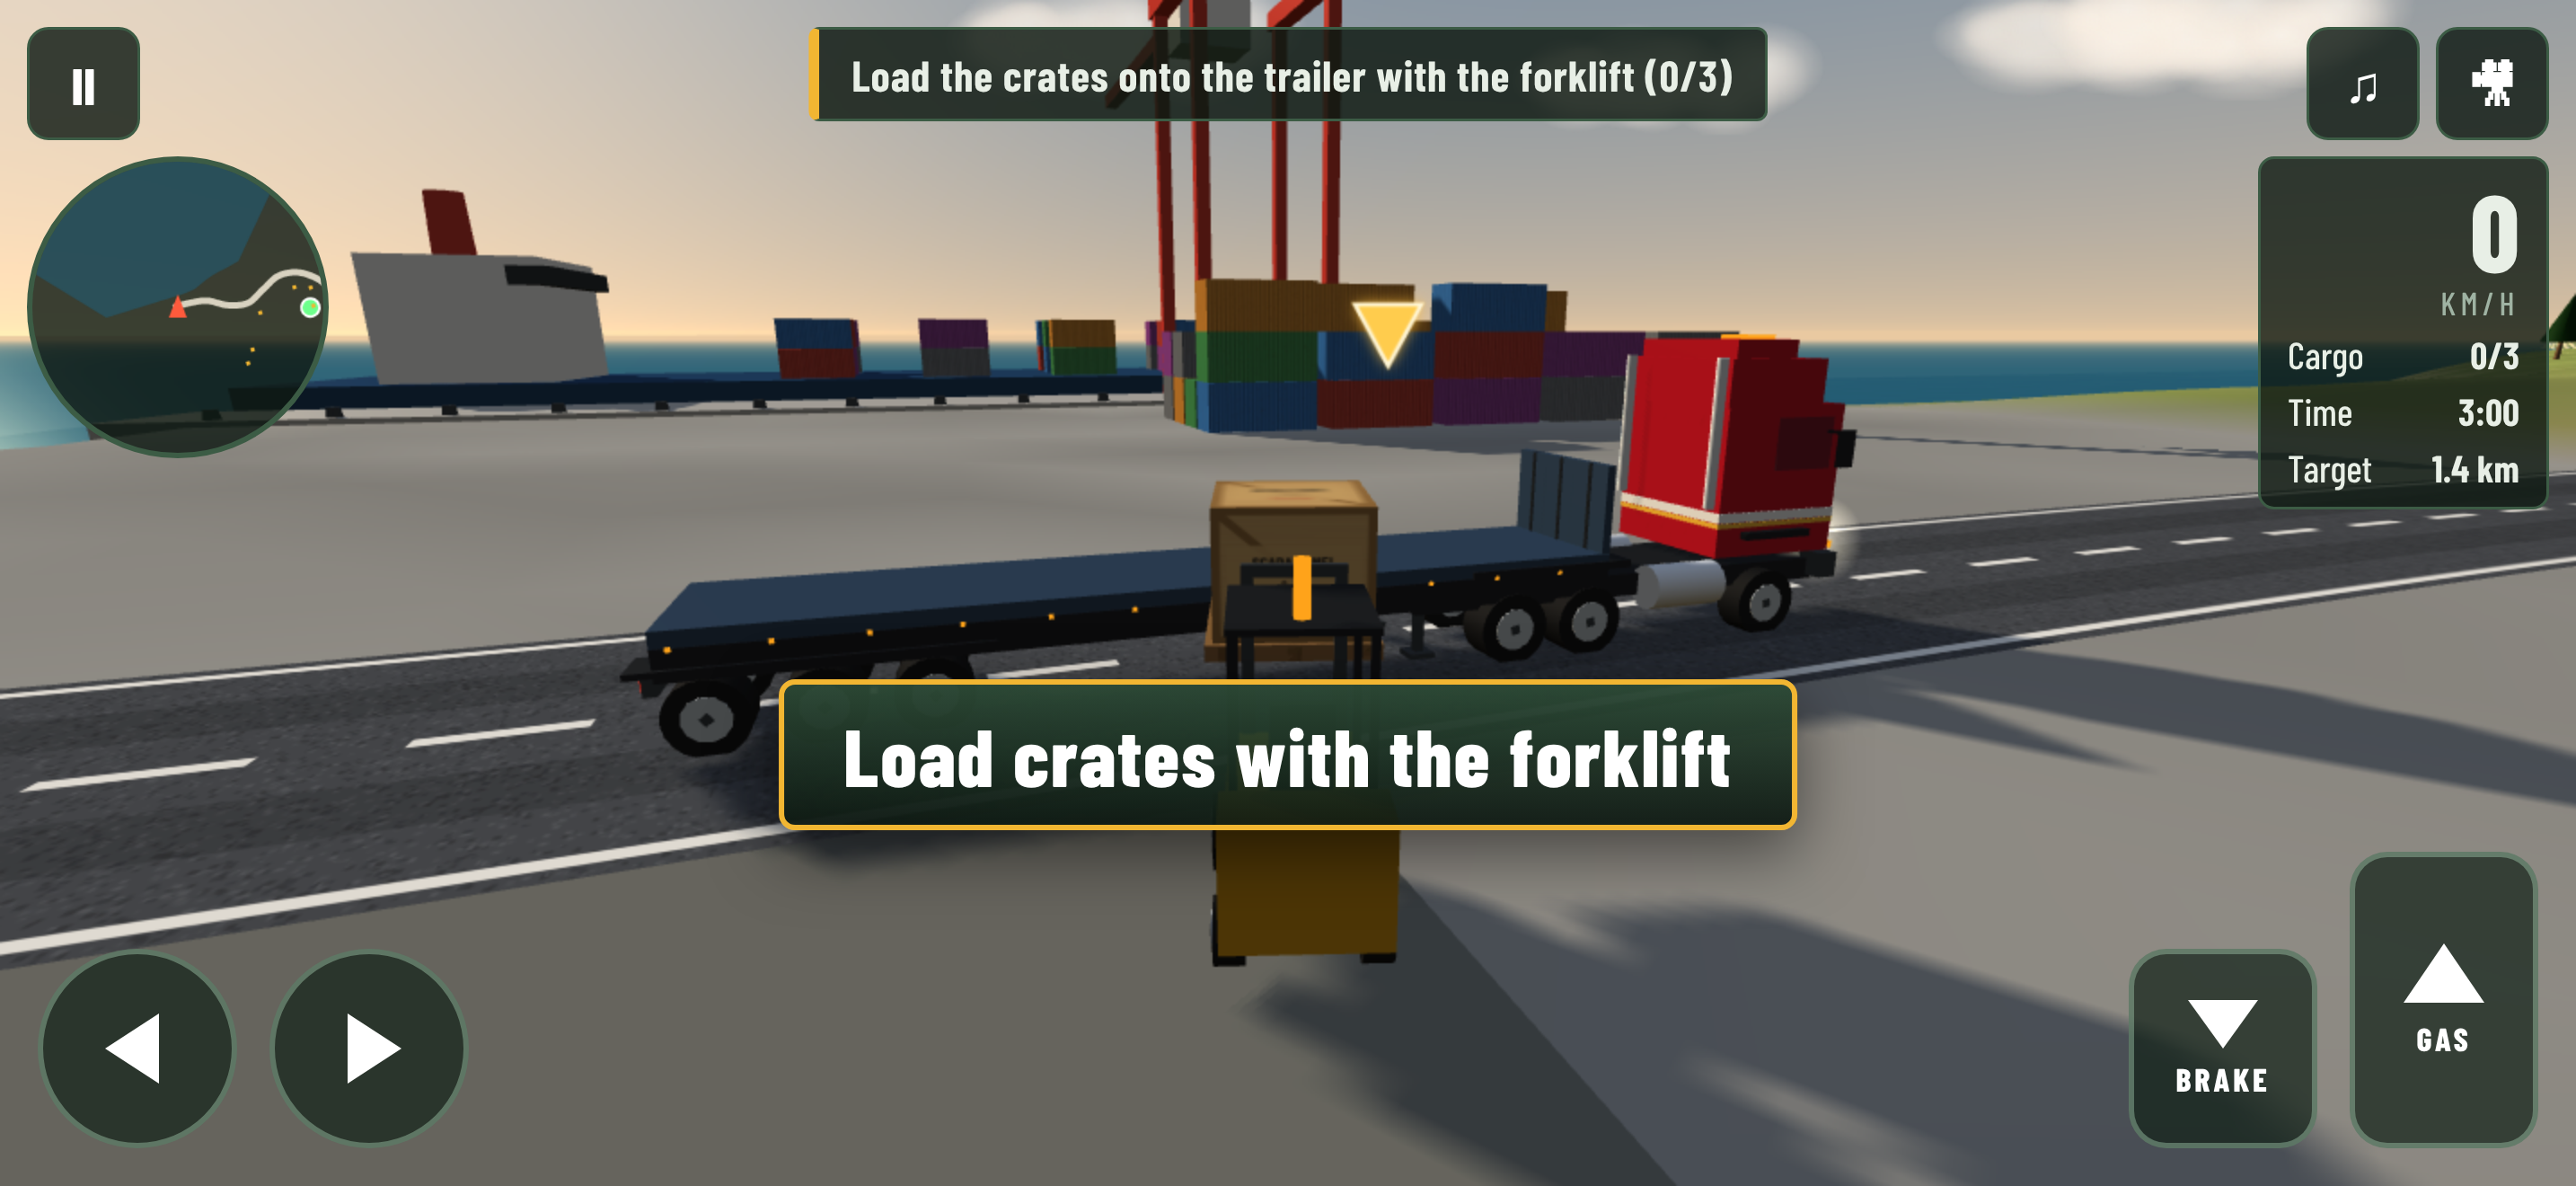 Load the crates onto the trailer with the forklift (0/3)
0
KM/H
Cargo 0/3
Time 3:00
Target 1.4 km
Load crates with the forklift
BRAKE
GAS